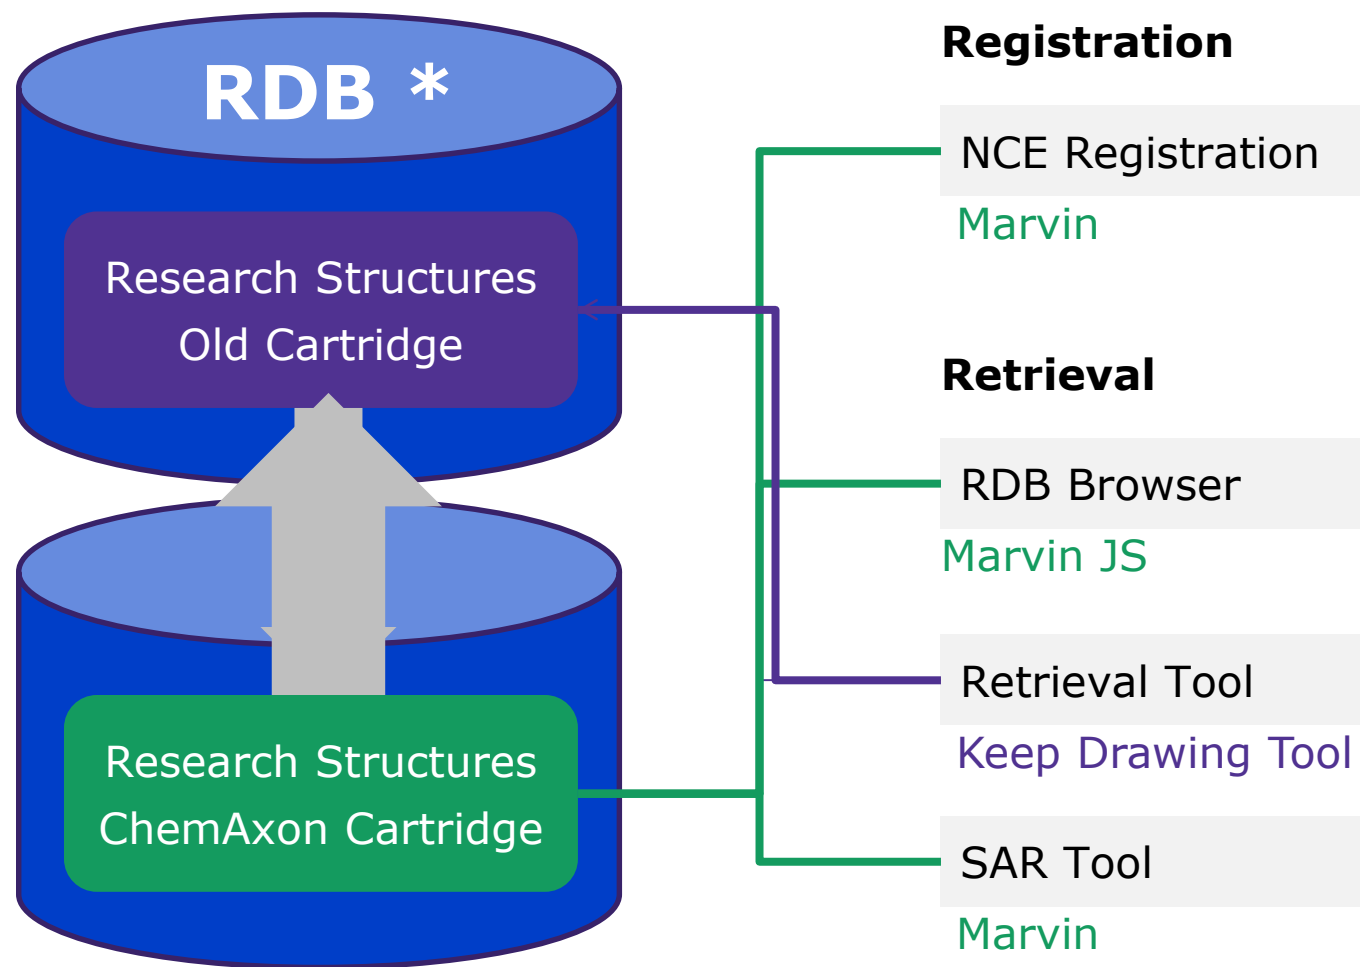 RDB *
Research Structures
Old Cartridge
Research Structures
ChemAxon Cartridge
Registration
NCE Registration
Marvin
Retrieval
RDB Browser
Marvin JS
Retrieval Tool
Keep Drawing Tool
SAR Tool
Marvin